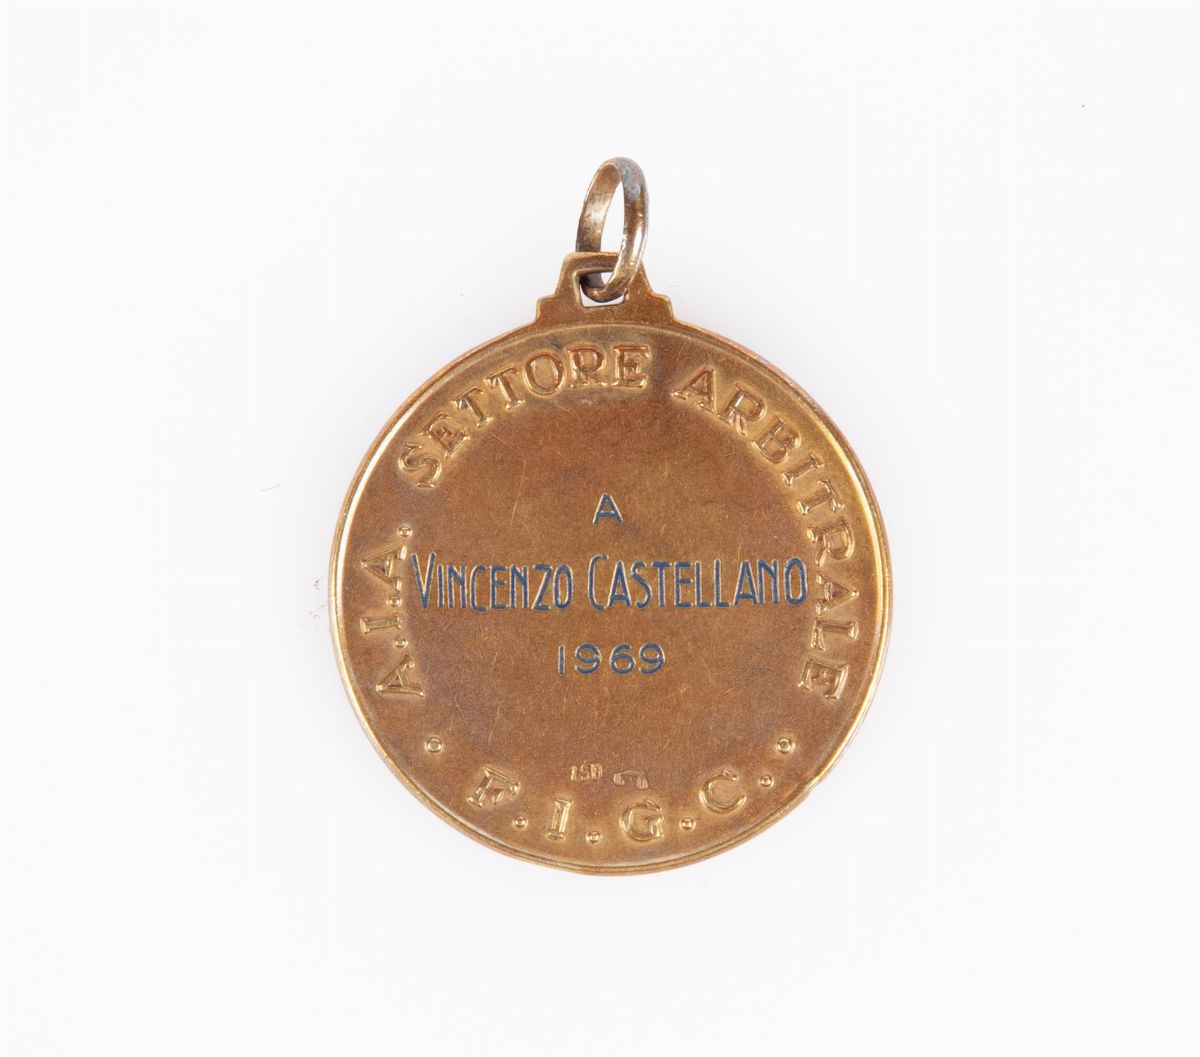 A.I.A. SETTORE ARBITRALE
A
VINCENZO CASTELLANO
1969
F.I.G.C.